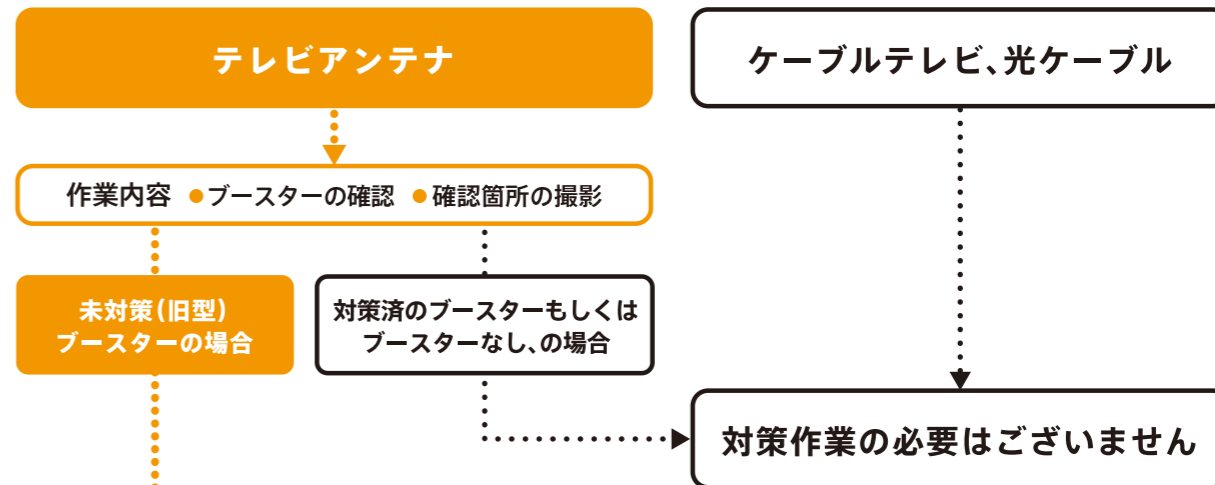 テレビアンテナ
ケーブルテレビ、光ケーブル
作業内容 ●ブースターの確認 ●確認箇所の撮影
未対策(旧型)
ブースターの場合
対策済のブースターもしくは
ブースターなし、の場合
対策作業の必要はございません